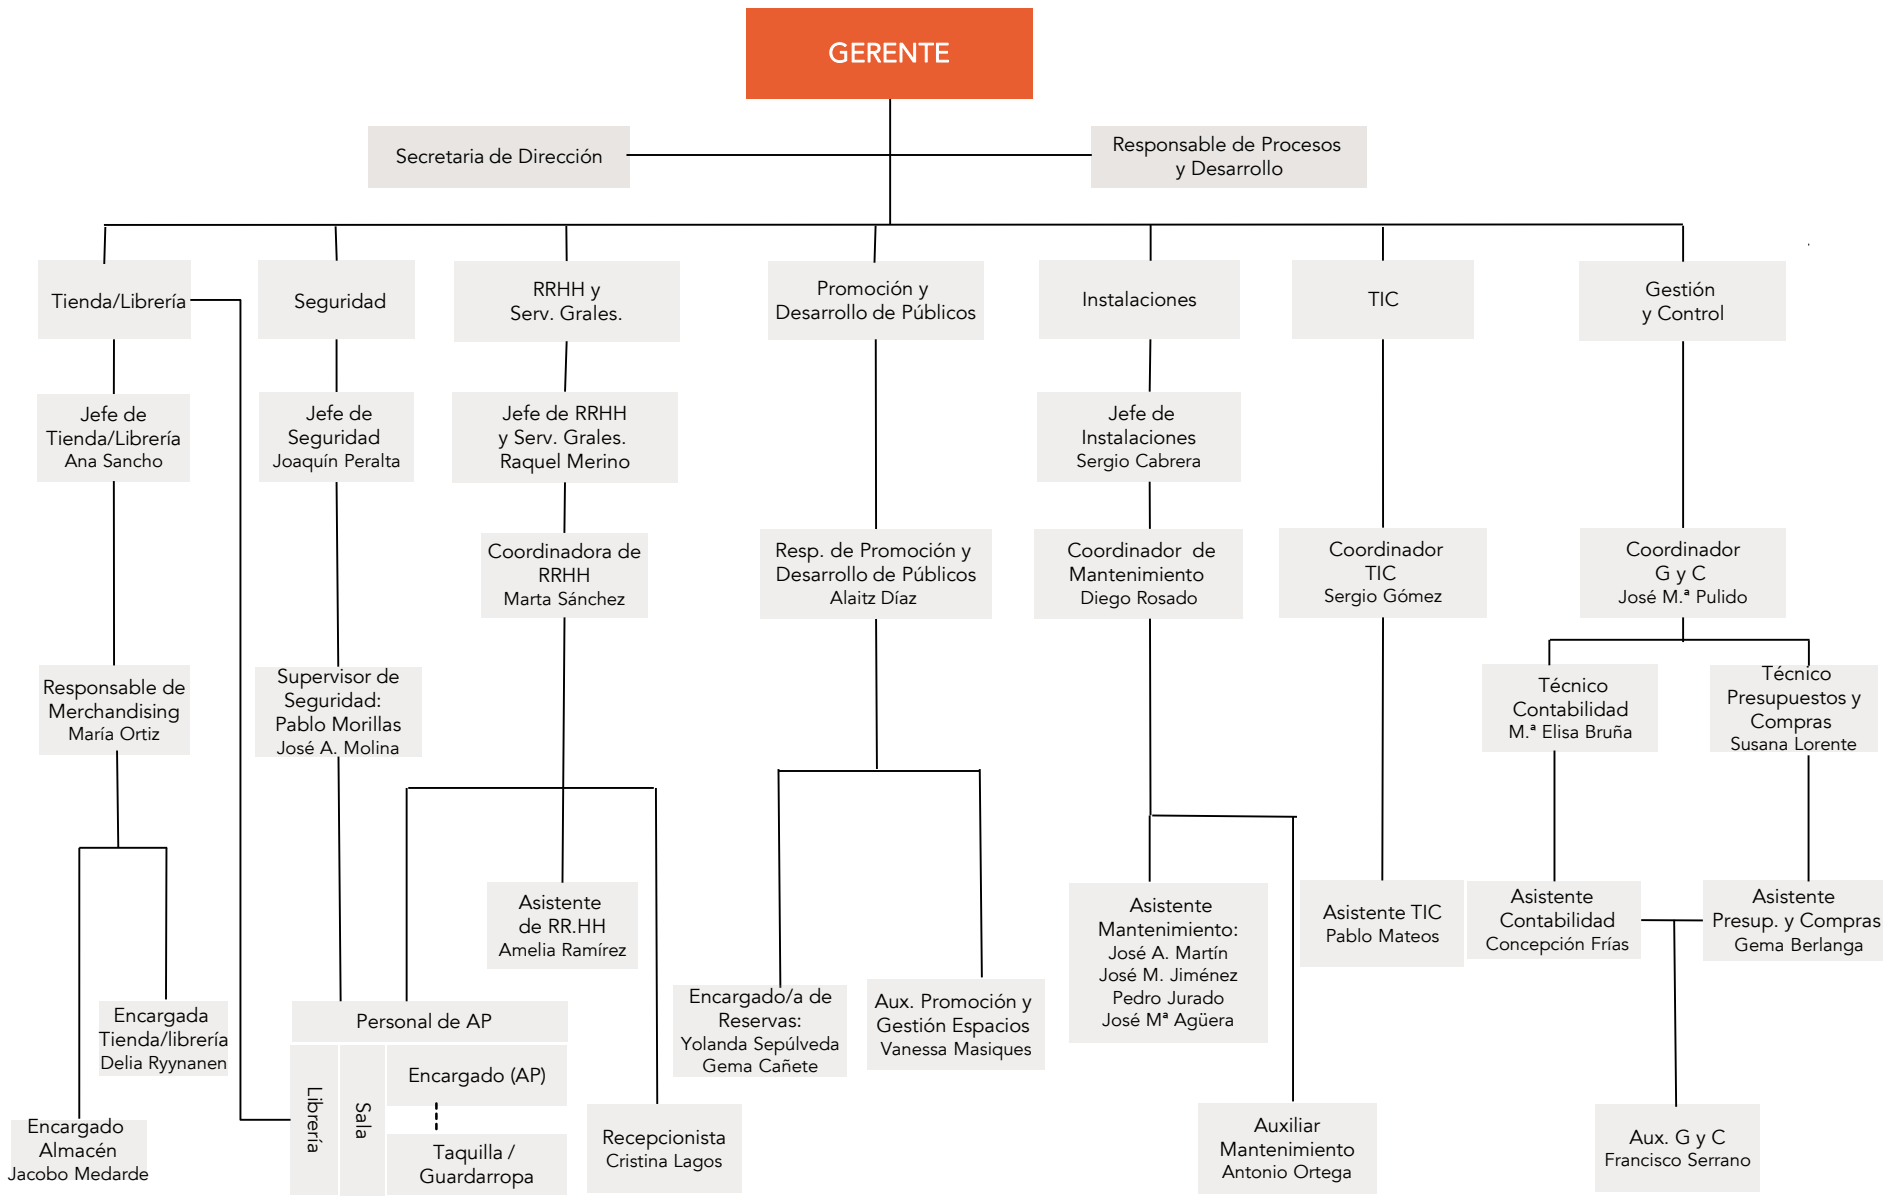 GERENTE
Secretaria de Dirección
Responsable de Procesos
y Desarrollo
Tienda/Librería
Seguridad
RRHH y
Serv. Grales.
Promoción y
Desarrollo de Públicos
Instalaciones
TIC
Gestión
y Control
Jefe de
Tienda/Librería
Ana Sancho
Jefe de
Seguridad
Joaquín Peralta
Jefe de RRHH
y Serv. Grales.
Raquel Merino
Jefe de
Instalaciones
Sergio Cabrera
Coordinadora de
RRHH
Marta Sánchez
Resp. de Promoción y
Desarrollo de Públicos
Alaitz Díaz
Coordinador de
Mantenimiento
Diego Rosado
Coordinador
TIC
Sergio Gómez
Coordinador
G y C
José M.ª Pulido
Responsable de
Merchandising
María Ortiz
Supervisor de
Seguridad:
Pablo Morillas
José A. Molina
Técnico
Contabilidad
M.ª Elisa Bruña
Técnico
Presupuestos y
Compras
Susana Lorente
Asistente
de RR.HH
Amelia Ramírez
Asistente
Mantenimiento:
José A. Martín
José M. Jiménez
Pedro Jurado
José Mª Agüera
Asistente TIC
Pablo Mateos
Asistente
Contabilidad
Concepción Frías
Asistente
Presup. y Compras
Gema Berlanga
Encargada
Tienda/librería
Delia Ryynanen
Personal de AP
Librería
Sala
Encargado (AP)
Taquilla /
Guardarropa
Encargado/a de
Reservas:
Yolanda Sepúlveda
Gema Cañete
Aux. Promoción y
Gestión Espacios
Vanessa Masiques
Encargado
Almacén
Jacobo Medarde
Recepcionista
Cristina Lagos
Auxiliar
Mantenimiento
Antonio Ortega
Aux. G y C
Francisco Serrano